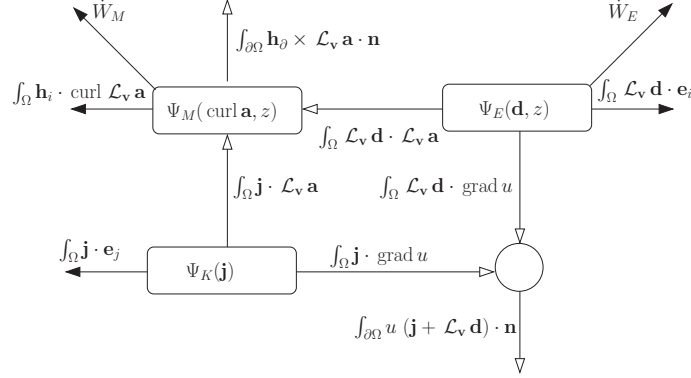 Ẇ_M
Ẇ_E
∫_{∂Ω} h_∂ × ℒ_v a · n
∫_Ω h_i · curl ℒ_v a
Ψ_M( curl a, z)
Ψ_E(d, z)
∫_Ω ℒ_v d · e_i
∫_Ω ℒ_v d · ℒ_v a
∫_Ω j · ℒ_v a
∫_Ω ℒ_v d · grad u
∫_Ω j · e_j
Ψ_K(j)
∫_Ω j · grad u
∫_{∂Ω} u (j + ℒ_v d) · n